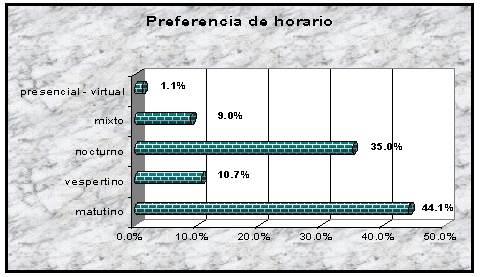 Preferencia de horario
presencial - virtual 1.1%
mixto 9.0%
nocturno 35.0%
vespertino 10.7%
matutino 44.1%
0.0% 10.0% 20.0% 30.0% 40.0% 50.0%